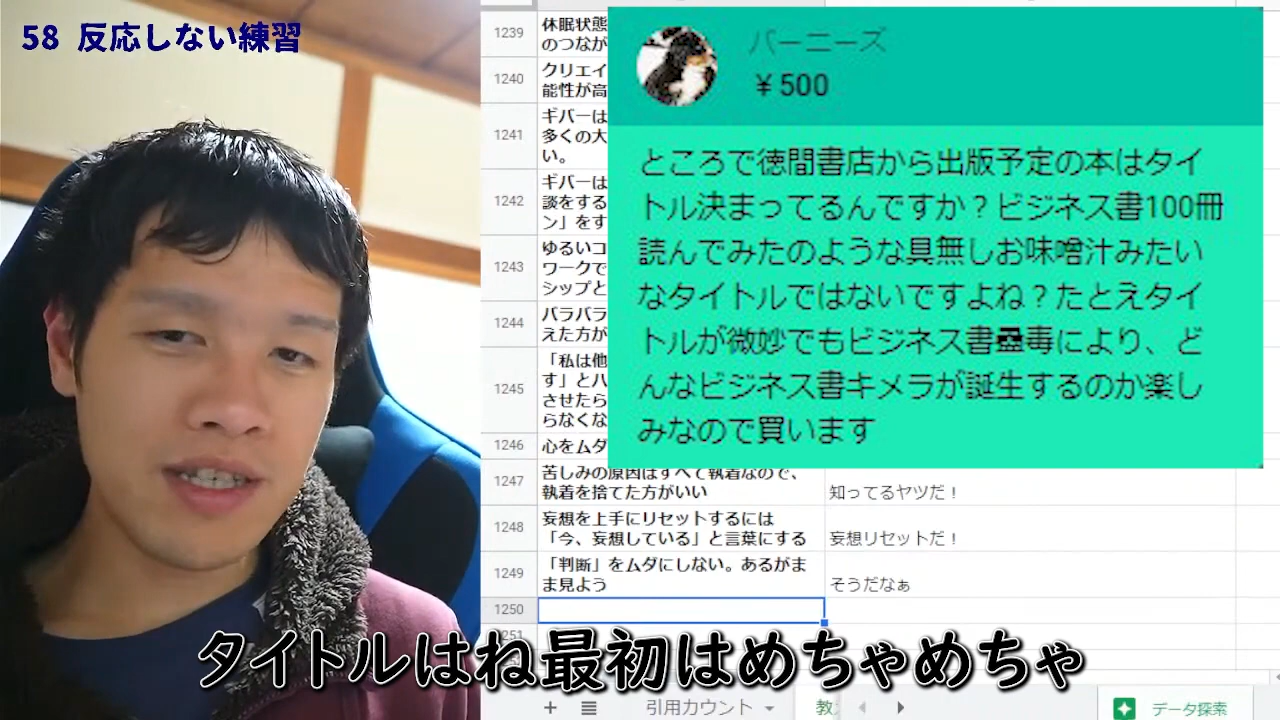 58 反応しない練習
バーニーズ
¥500
ところで徳間書店から出版予定の本はタイ
トル決まってるんですか？ビジネス書100冊
読んでみたのような具無しお味噌汁みたい
なタイトルではないですよね？たとえタイ
トルが微妙でもビジネス書蠱毒により、ど
んなビジネス書キメラが誕生するのか楽し
みなので買います
1239
休眠状態
のつなが
1240
クリエイ
能性が高
1241
ギバーは
多くの大
い。
1242
ギバーは
談をする
ン」をす
1243
ゆるいコ
ワークで
シップと
1244
バラバラ
えた方が
1245
「私は他
す」とハ
させたら
らなくな
1246
心をムダ
1247
苦しみの原因はすべて執着なので、
執着を捨てた方がいい
知ってるヤツだ！
1248
妄想を上手にリセットするには
「今、妄想している」と言葉にする
妄想リセットだ！
1249
「判断」をムダにしない。あるがま
ま見よう
そうだなぁ
1250
1251
タイトルはね最初はめちゃめちゃ
引用カウント
教
データ探索